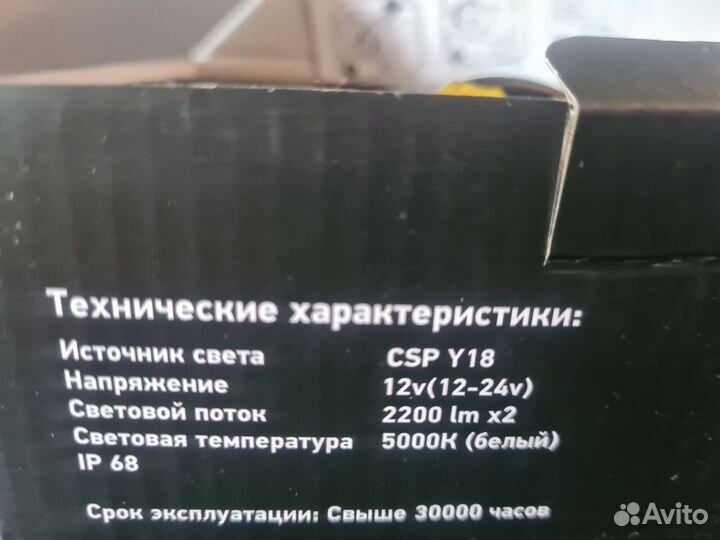 Технические характеристики:
Источник света CSP Y18
Напряжение 12v(12-24v)
Световой поток 2200 lm x2
Световая температура 5000K (белый)
IP 68
Срок эксплуатации: Свыше 30000 часов
Avito